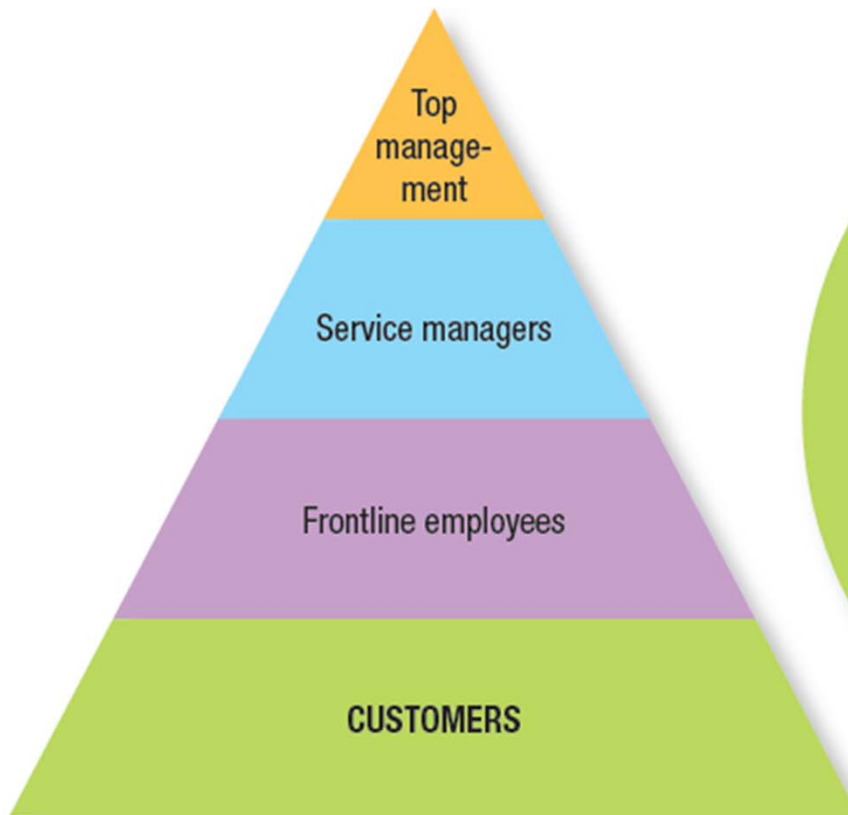 Top
manage-
ment
Service managers
Frontline employees
CUSTOMERS